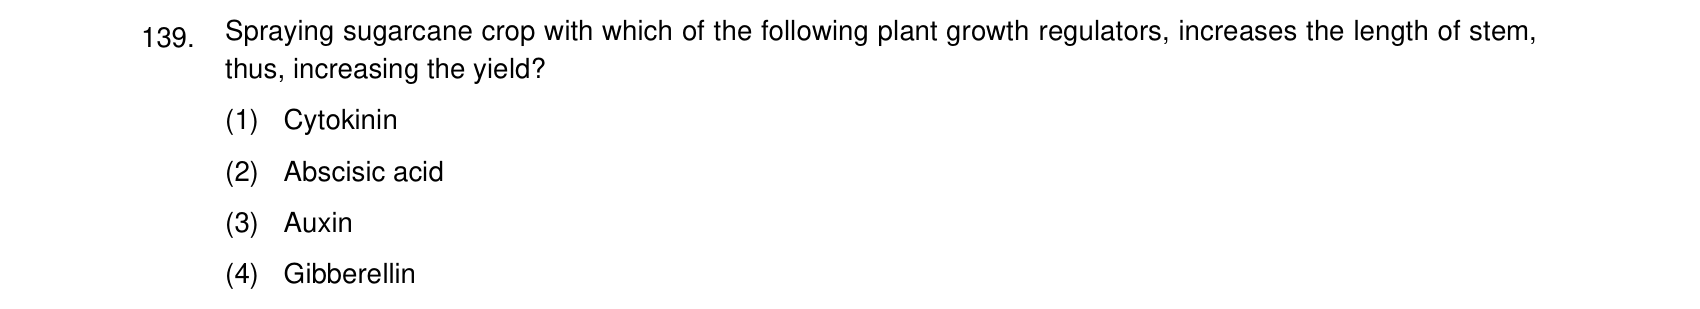 139. Spraying sugarcane crop with which of the following plant growth regulators, increases the length of stem,
thus, increasing the yield?
(1) Cytokinin
(2) Abscisic acid
(3) Auxin
(4) Gibberellin